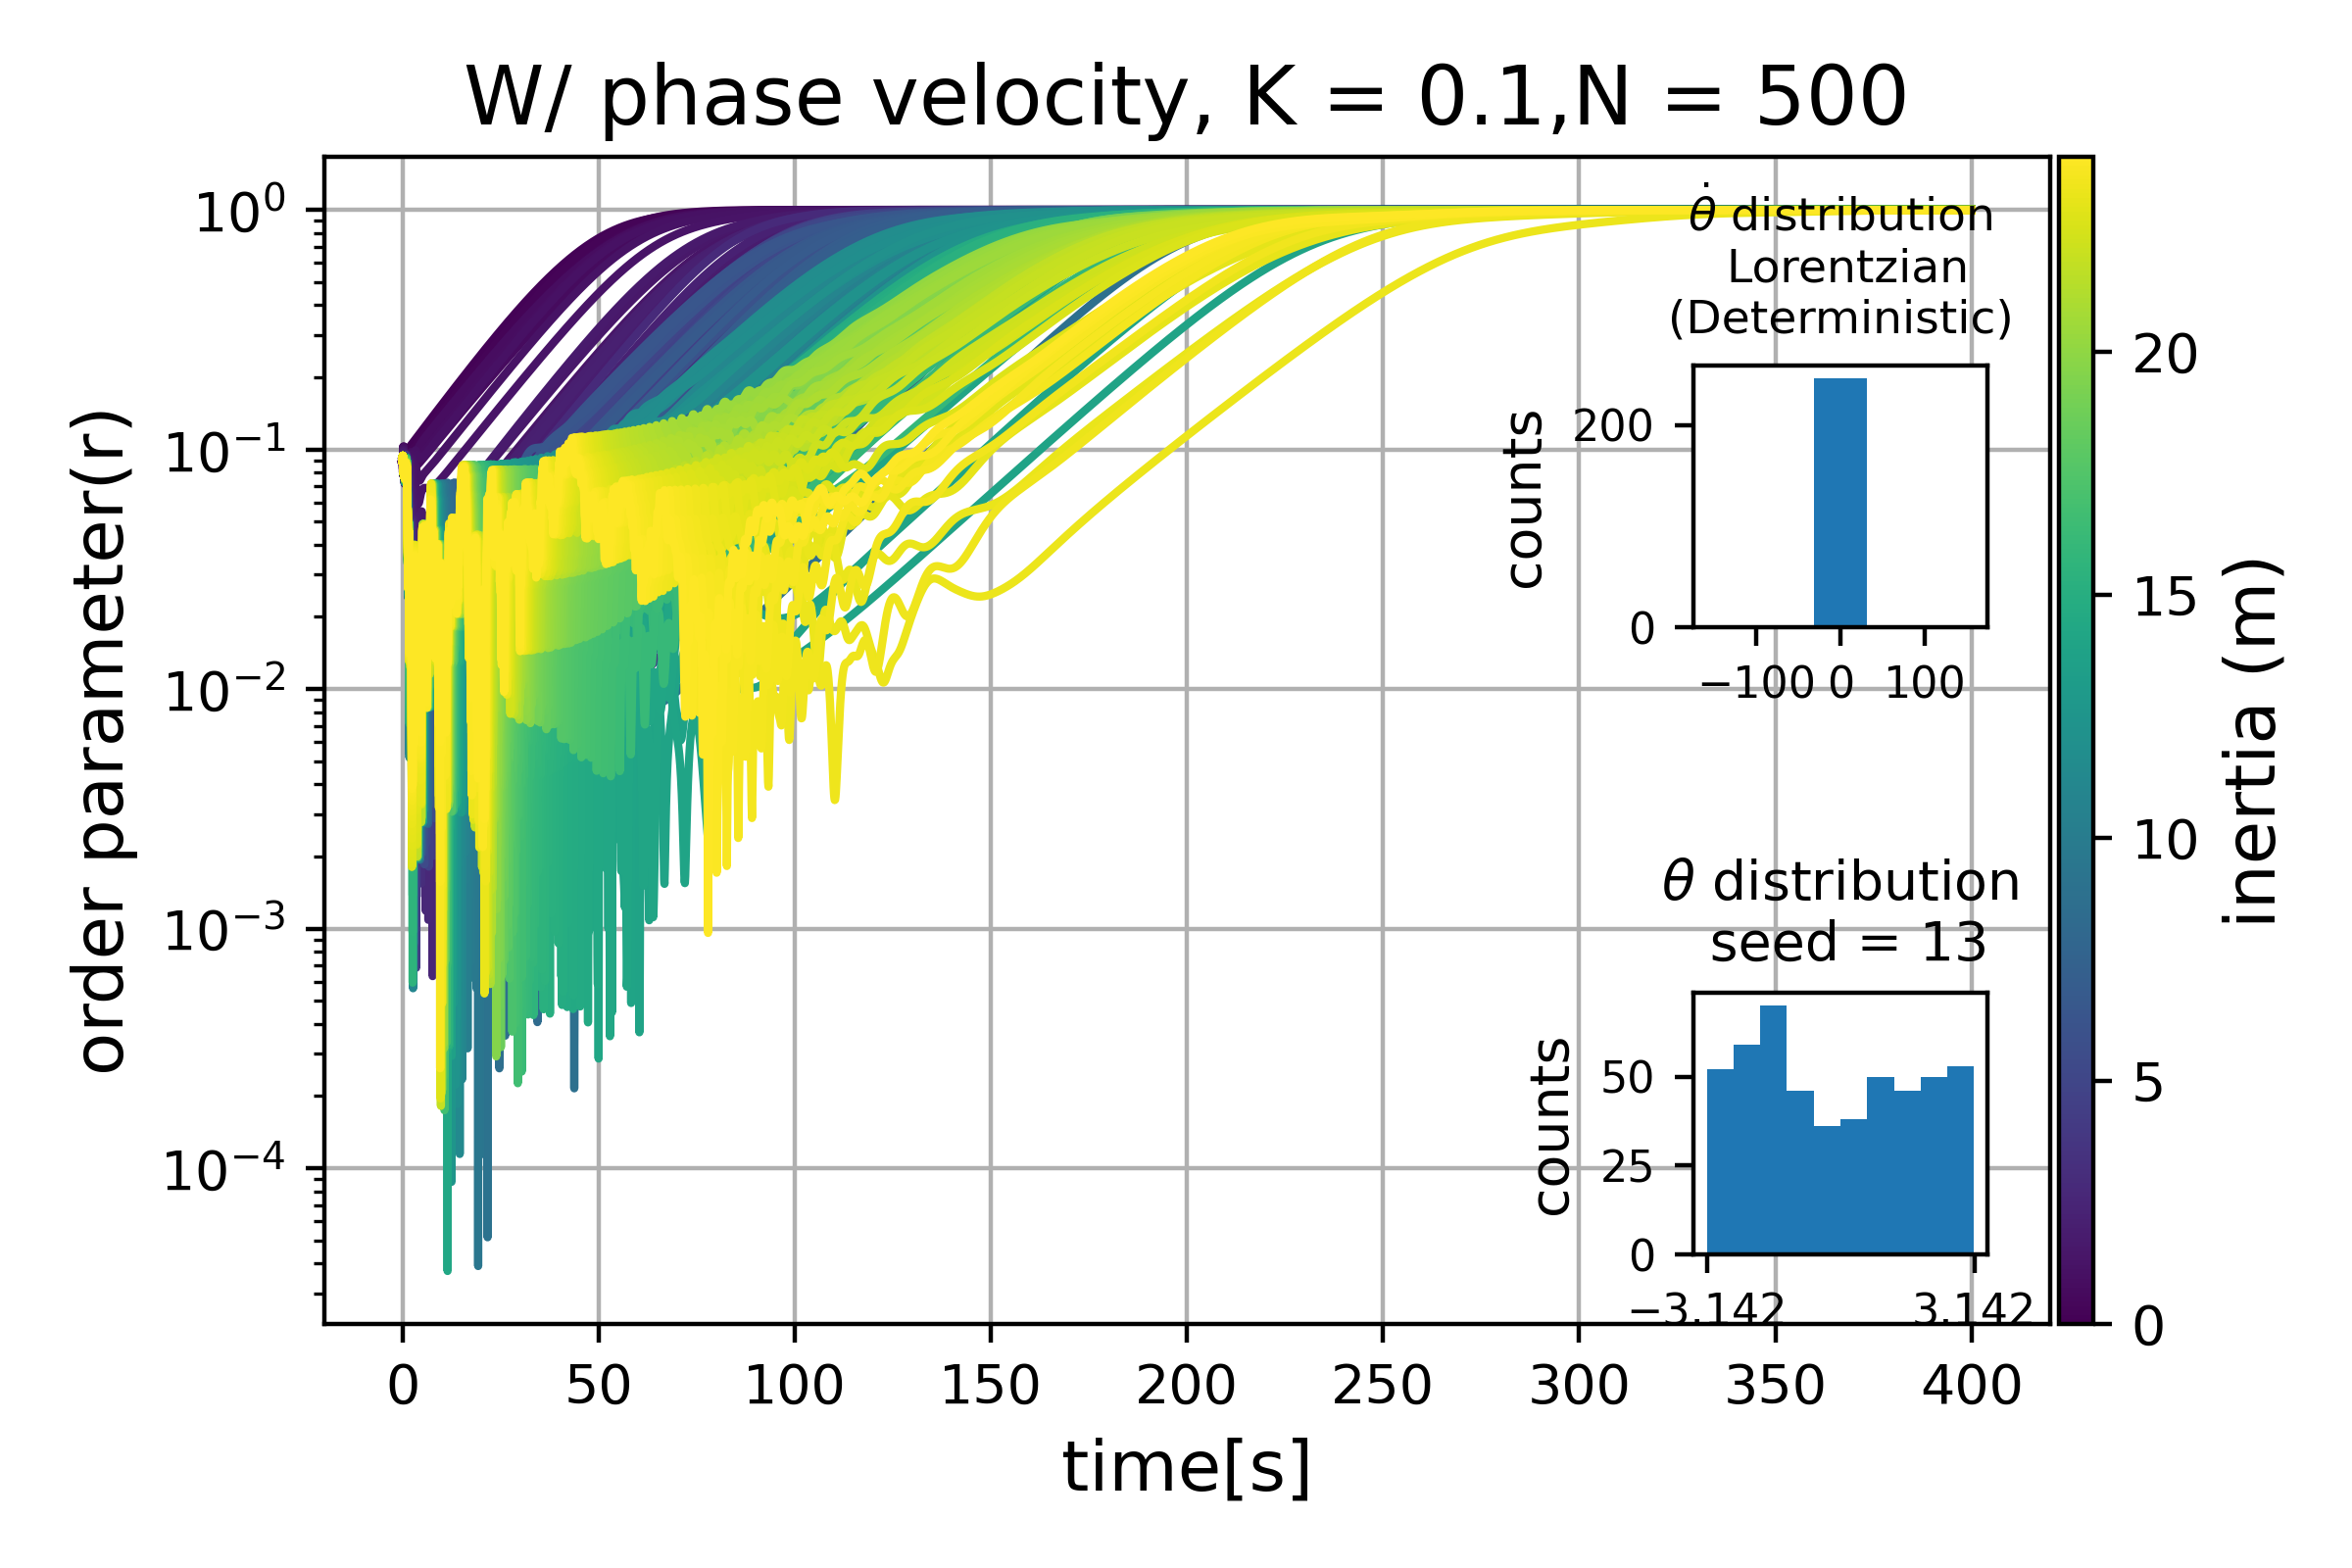 W/ phase velocity, K = 0.1,N = 500
order parameter(r)
10⁰
10⁻¹
10⁻²
10⁻³
10⁻⁴
0 50 100 150 200 250 300 350 400
time[s]
θ̇ distribution
Lorentzian
(Deterministic)
counts
200
0
−100 0 100
θ distribution
seed = 13
counts
50
25
0
−3.142 3.142
20
15
10
5
0
inertia (m)